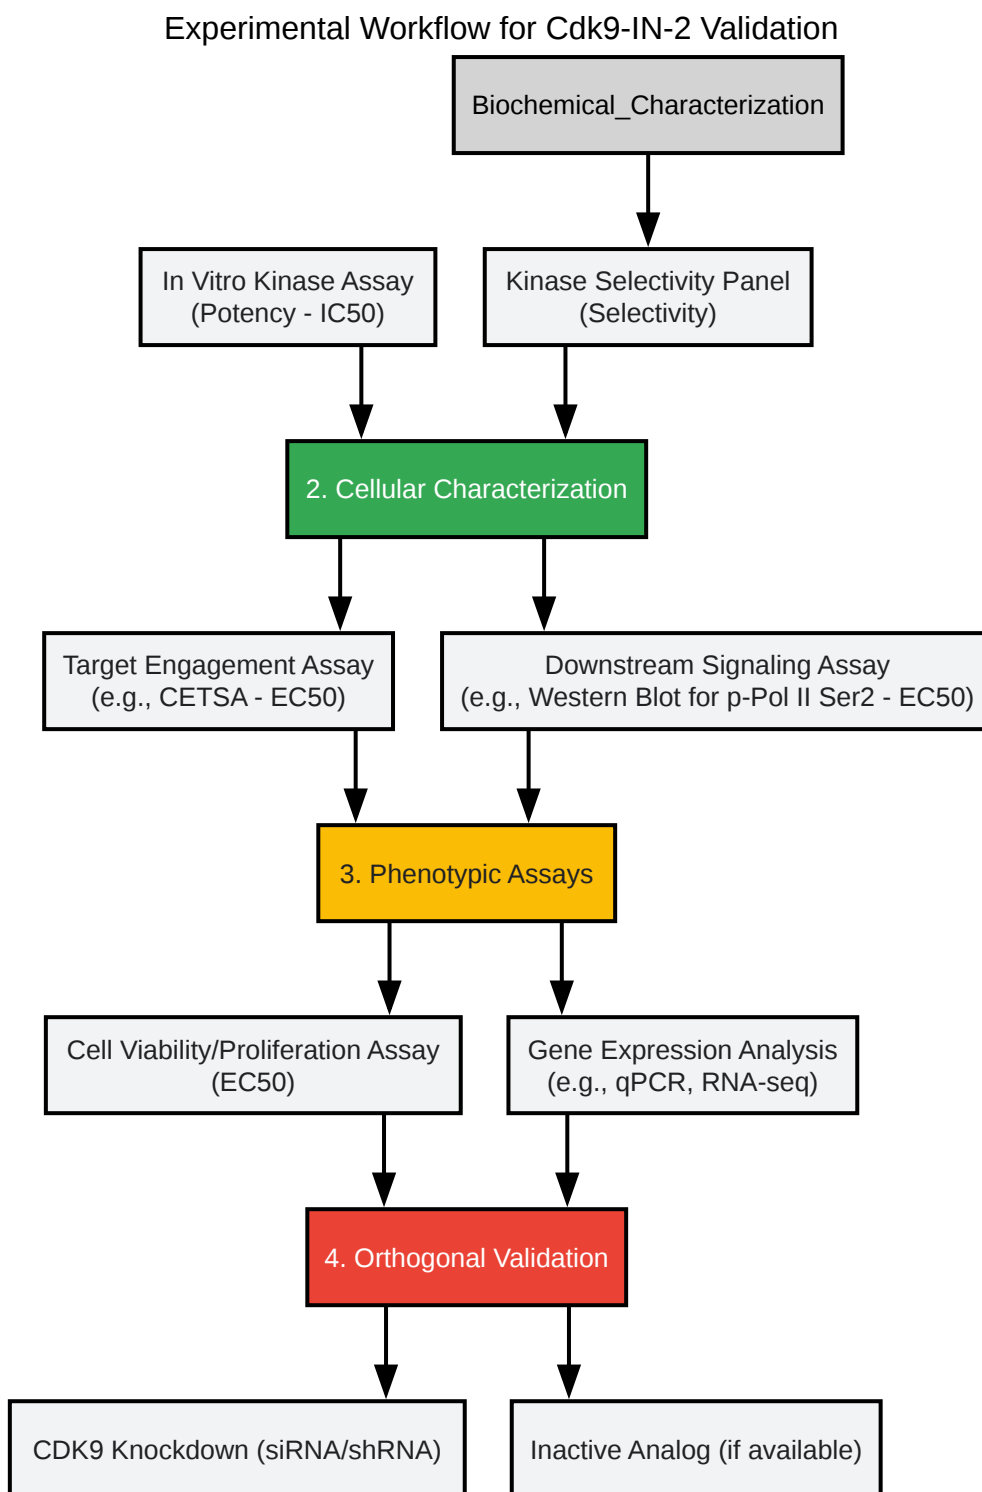 Experimental Workflow for Cdk9-IN-2 Validation
Biochemical_Characterization
In Vitro Kinase Assay
(Potency - IC50)
Kinase Selectivity Panel
(Selectivity)
2. Cellular Characterization
Target Engagement Assay
(e.g., CETSA - EC50)
Downstream Signaling Assay
(e.g., Western Blot for p-Pol II Ser2 - EC50)
3. Phenotypic Assays
Cell Viability/Proliferation Assay
(EC50)
Gene Expression Analysis
(e.g., qPCR, RNA-seq)
4. Orthogonal Validation
CDK9 Knockdown (siRNA/shRNA)
Inactive Analog (if available)